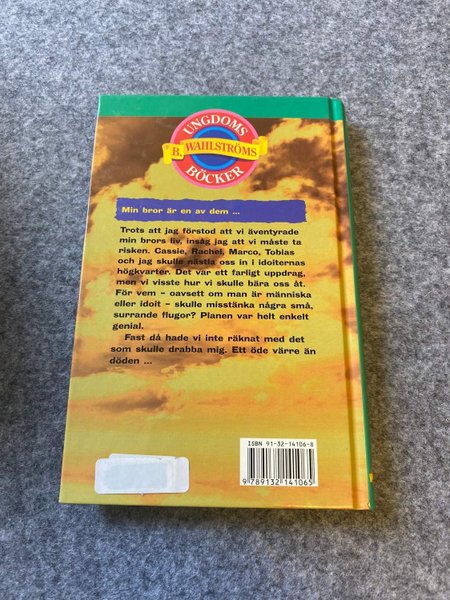 UNGDOMS
B. WAHLSTRÖMS
BÖCKER
Min bror är en av dem ...
Trots att jag förstod att vi äventyrade
min brors liv, insåg jag att vi måste ta
risken. Cassie, Rachel, Marco, Tobias
och jag skulle nästla oss in i idoiternas
högkvarter. Det var ett farligt uppdrag,
men vi visste hur vi skulle bära oss åt.
För vem – oavsett om man är människa
eller idoit – skulle misstänka några små,
surrande flugor? Planen var helt enkelt
genial.
Fast då hade vi inte räknat med det
som skulle drabba mig. Ett öde värre än
döden ...
ISBN 91-32-14106-8
9 789132 141065